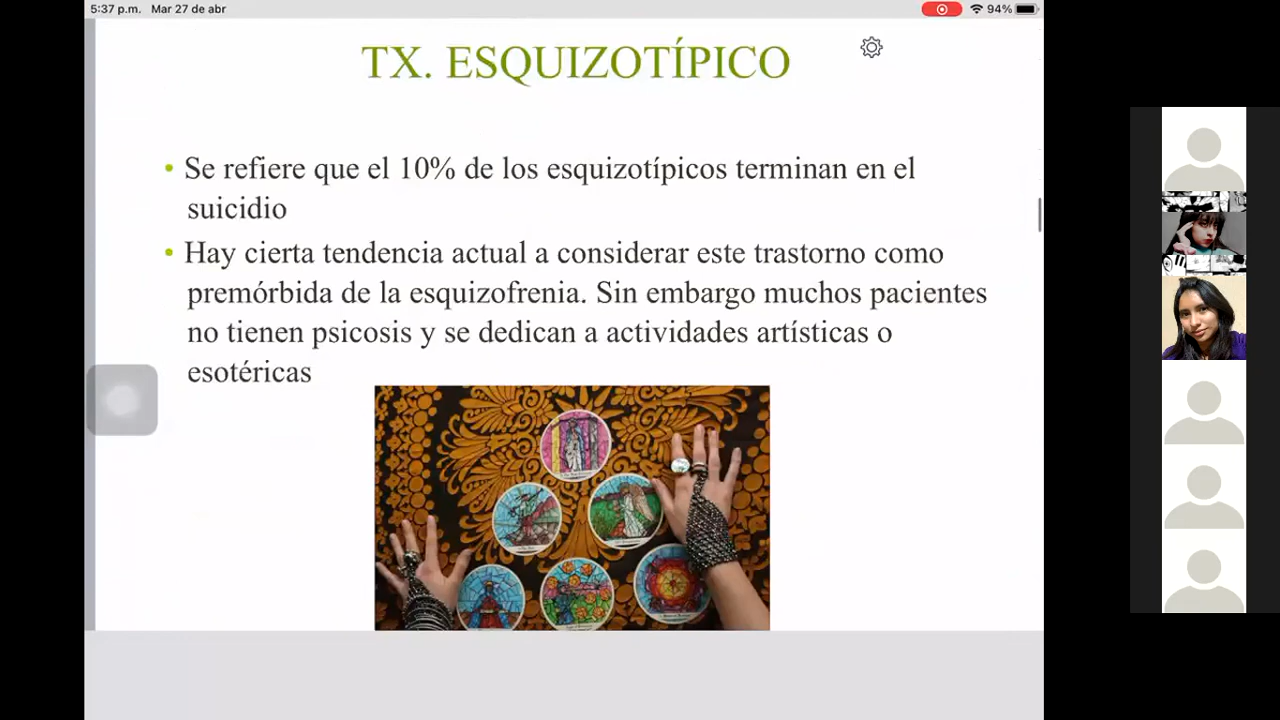 5:37 p.m. Mar 27 de abr
94%
TX. ESQUIZOTÍPICO
• Se refiere que el 10% de los esquizotípicos terminan en el
suicidio
• Hay cierta tendencia actual a considerar este trastorno como
premórbida de la esquizofrenia. Sin embargo muchos pacientes
no tienen psicosis y se dedican a actividades artísticas o
esotéricas